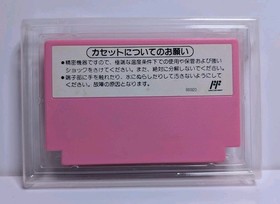 カセットについてのお願い
●精密機器ですので、極端な温度条件下での使用や保管および強い
ショックをさけてください。また、絶対に分解しないでください。
●端子部に手を触れたり、水にぬらしたりして汚さないようにして
ください。故障の原因となります。
FF